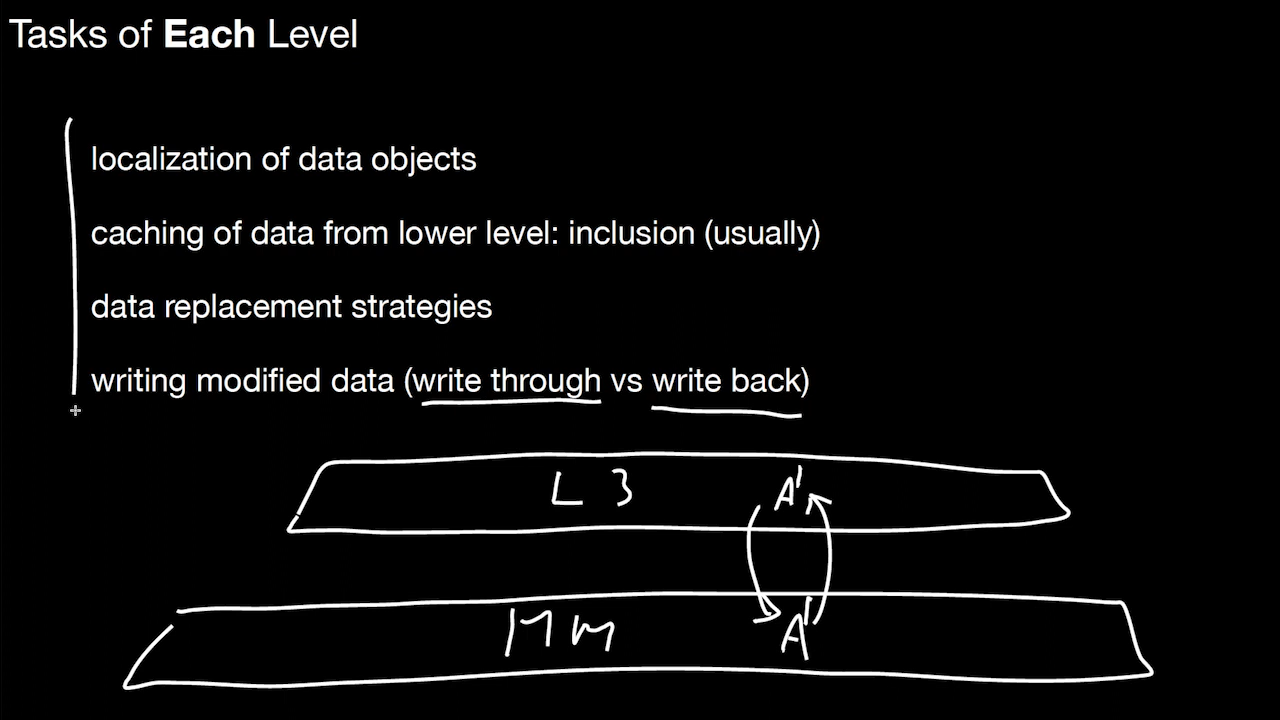 Tasks of Each Level
localization of data objects
caching of data from lower level: inclusion (usually)
data replacement strategies
writing modified data (write through vs write back)
L3 A'
MM A'